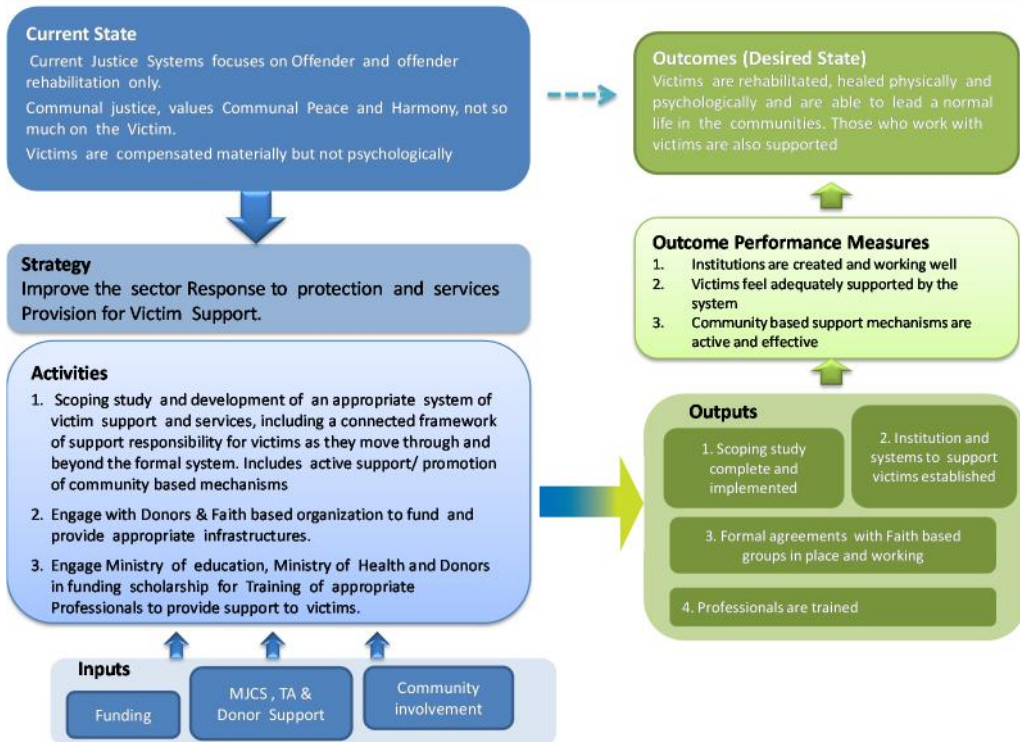 Current State
Current Justice Systems focuses on Offender and offender
rehabilitation only.
Communal justice, values Communal Peace and Harmony, not so
much on the Victim.
Victims are compensated materially but not psychologically
Strategy
Improve the sector Response to protection and services
Provision for Victim Support.
Activities
1. Scoping study and development of an appropriate system of
victim support and services, including a connected framework
of support responsibility for victims as they move through and
beyond the formal system. Includes active support/ promotion
of community based mechanisms
2. Engage with Donors & Faith based organization to fund and
provide appropriate infrastructures.
3. Engage Ministry of education, Ministry of Health and Donors
in funding scholarship for Training of appropriate
Professionals to provide support to victims.
Inputs
Funding
MJCS , TA &
Donor Support
Community
involvement
Outcomes (Desired State)
Victims are rehabilitated, healed physically and
psychologically and are able to lead a normal
life in the communities. Those who work with
victims are also supported
Outcome Performance Measures
1. Institutions are created and working well
2. Victims feel adequately supported by the
system
3. Community based support mechanisms are
active and effective
Outputs
1. Scoping study
complete and
implemented
2. Institution and
systems to support
victims established
3. Formal agreements with Faith based
groups in place and working
4. Professionals are trained